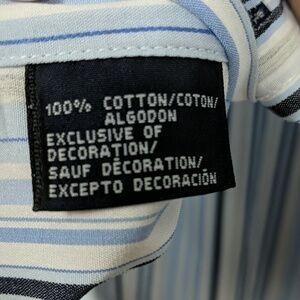 100% COTTON/COTON/
ALGODON
EXCLUSIVE OF
DECORATION/
SAUF DÉCORATION/
EXCEPTO DECORACIÓN